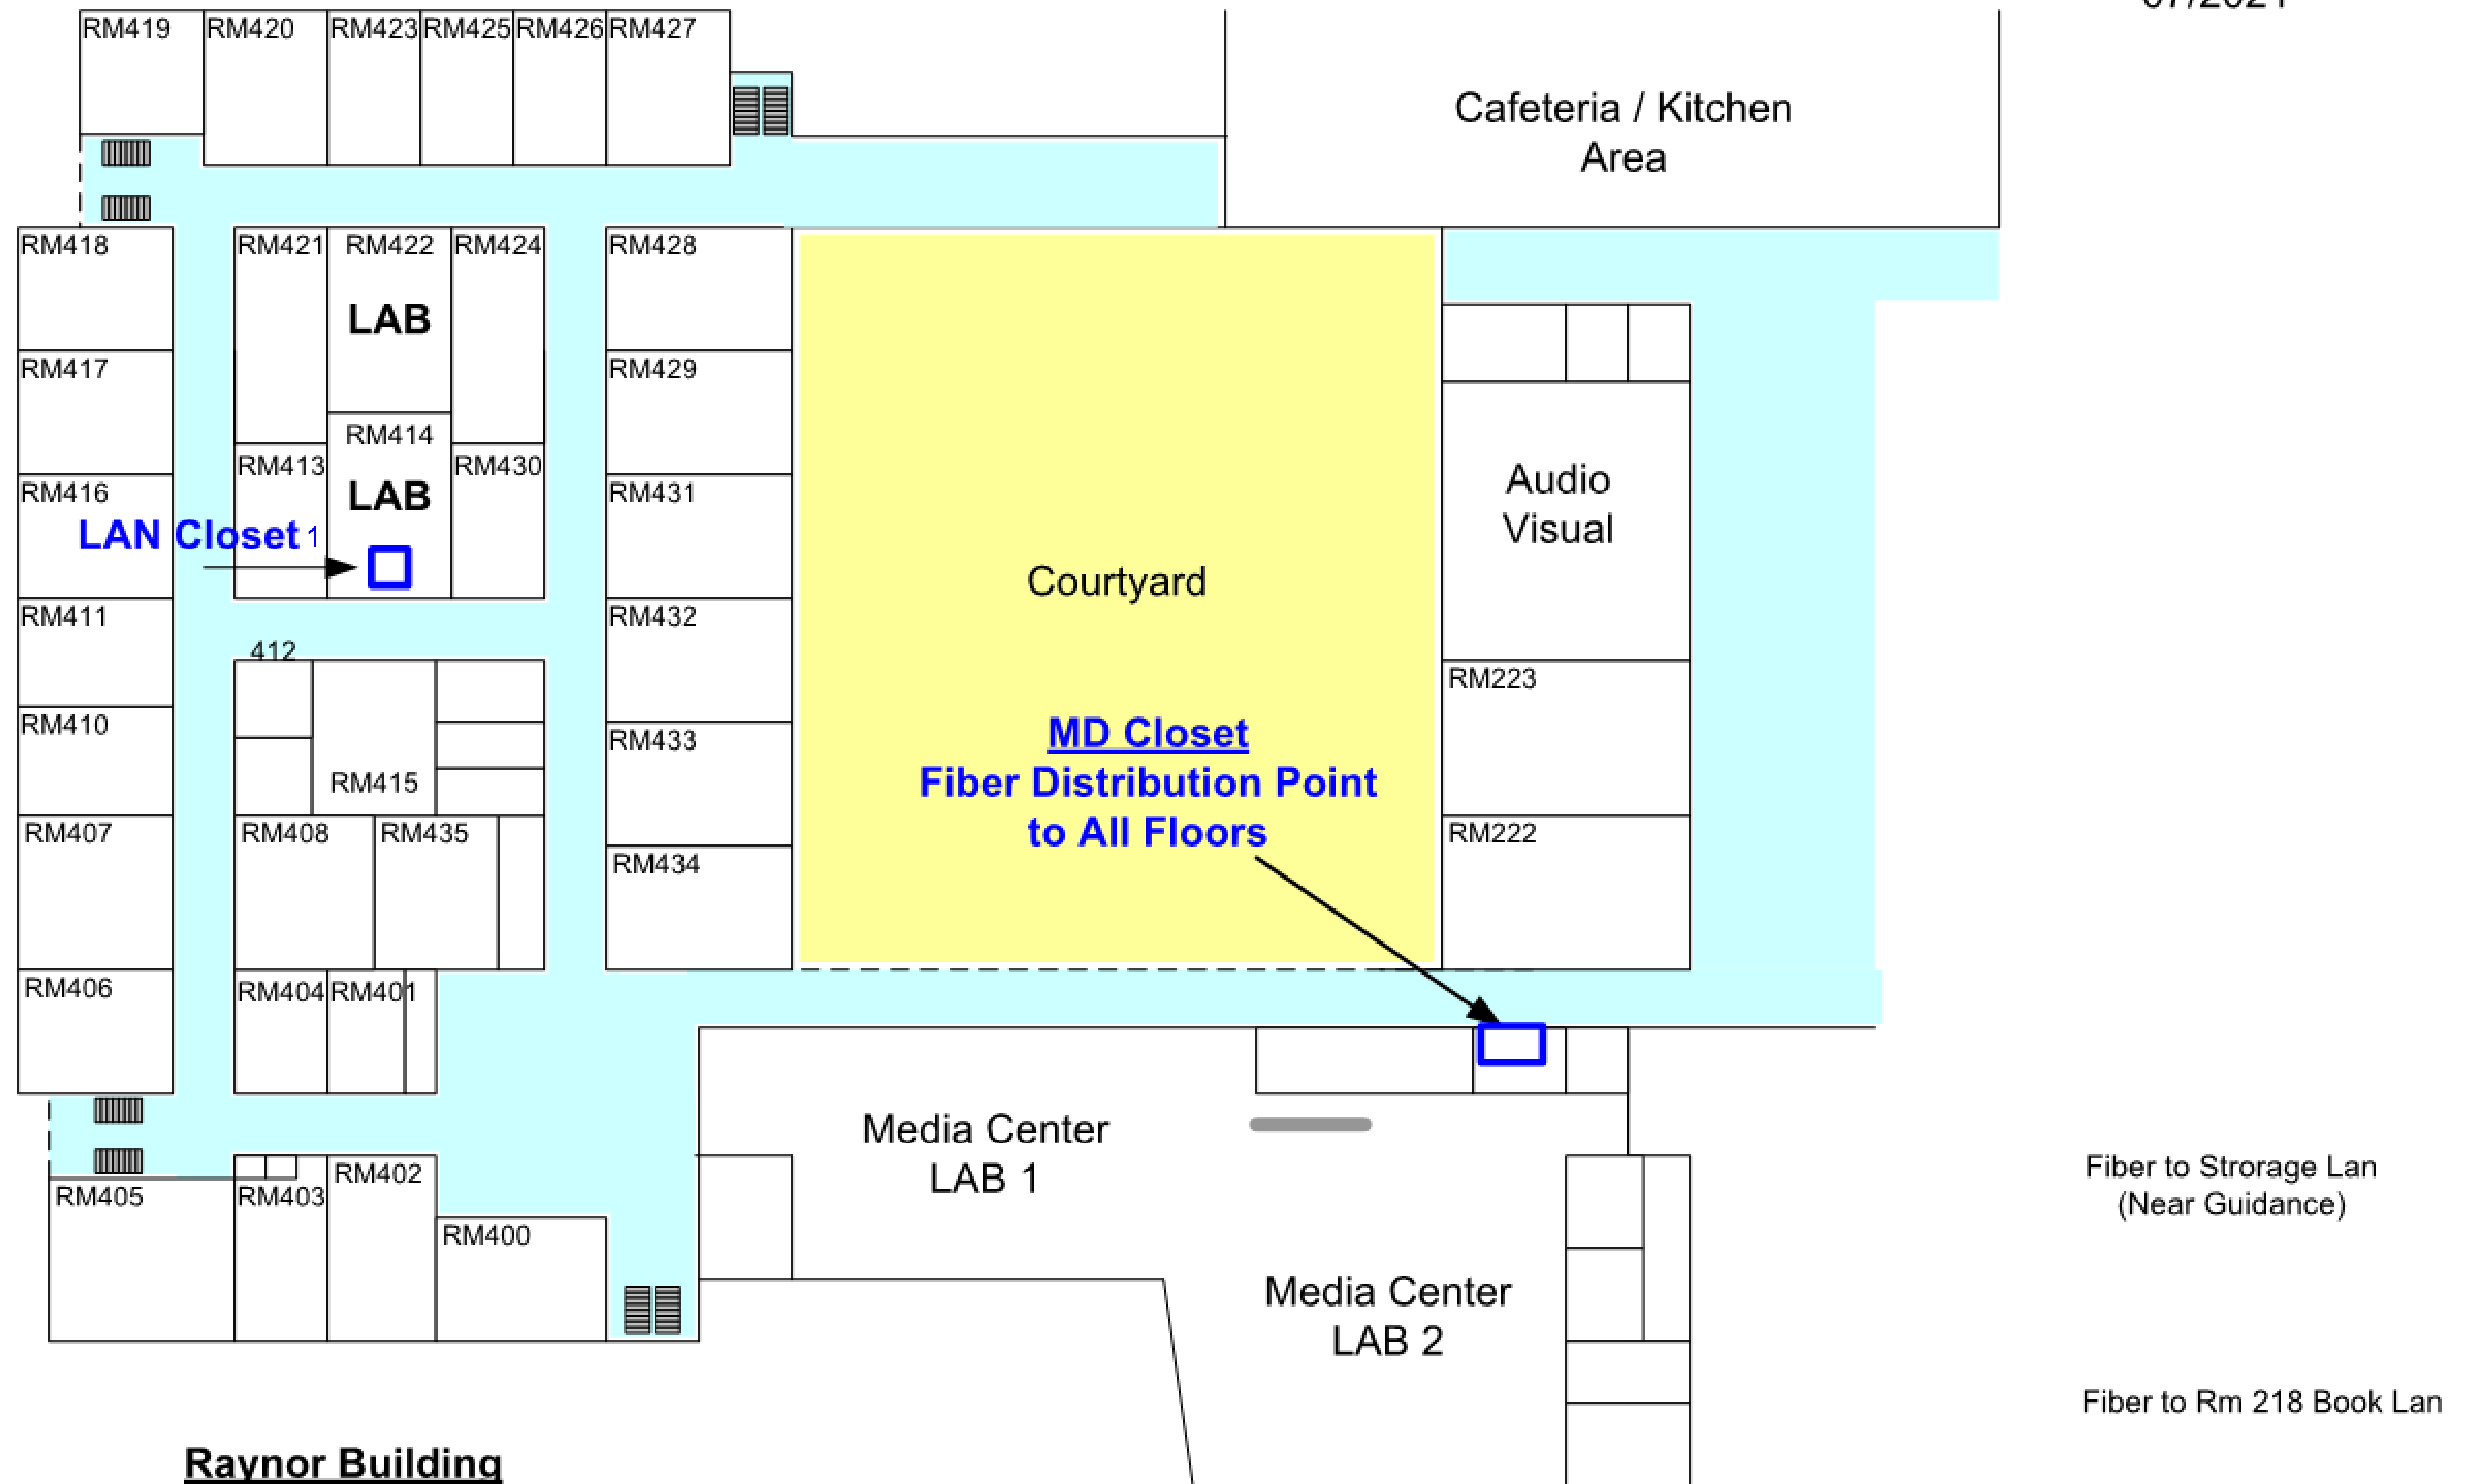 07/2021
RM419
RM420
RM423
RM425
RM426
RM427
Cafeteria / Kitchen
Area
RM418
RM421
RM422
RM424
RM428
LAB
RM417
RM429
RM414
RM413
RM430
Audio
Visual
RM416
LAB
RM431
LAN Closet 1
Courtyard
RM411
RM432
412
RM223
RM410
RM433
MD Closet
Fiber Distribution Point
to All Floors
RM415
RM407
RM408
RM435
RM434
RM222
RM406
RM404
RM401
Media Center
LAB 1
RM405
RM403
RM402
RM400
Fiber to Strorage Lan
(Near Guidance)
Media Center
LAB 2
Fiber to Rm 218 Book Lan
Raynor Building